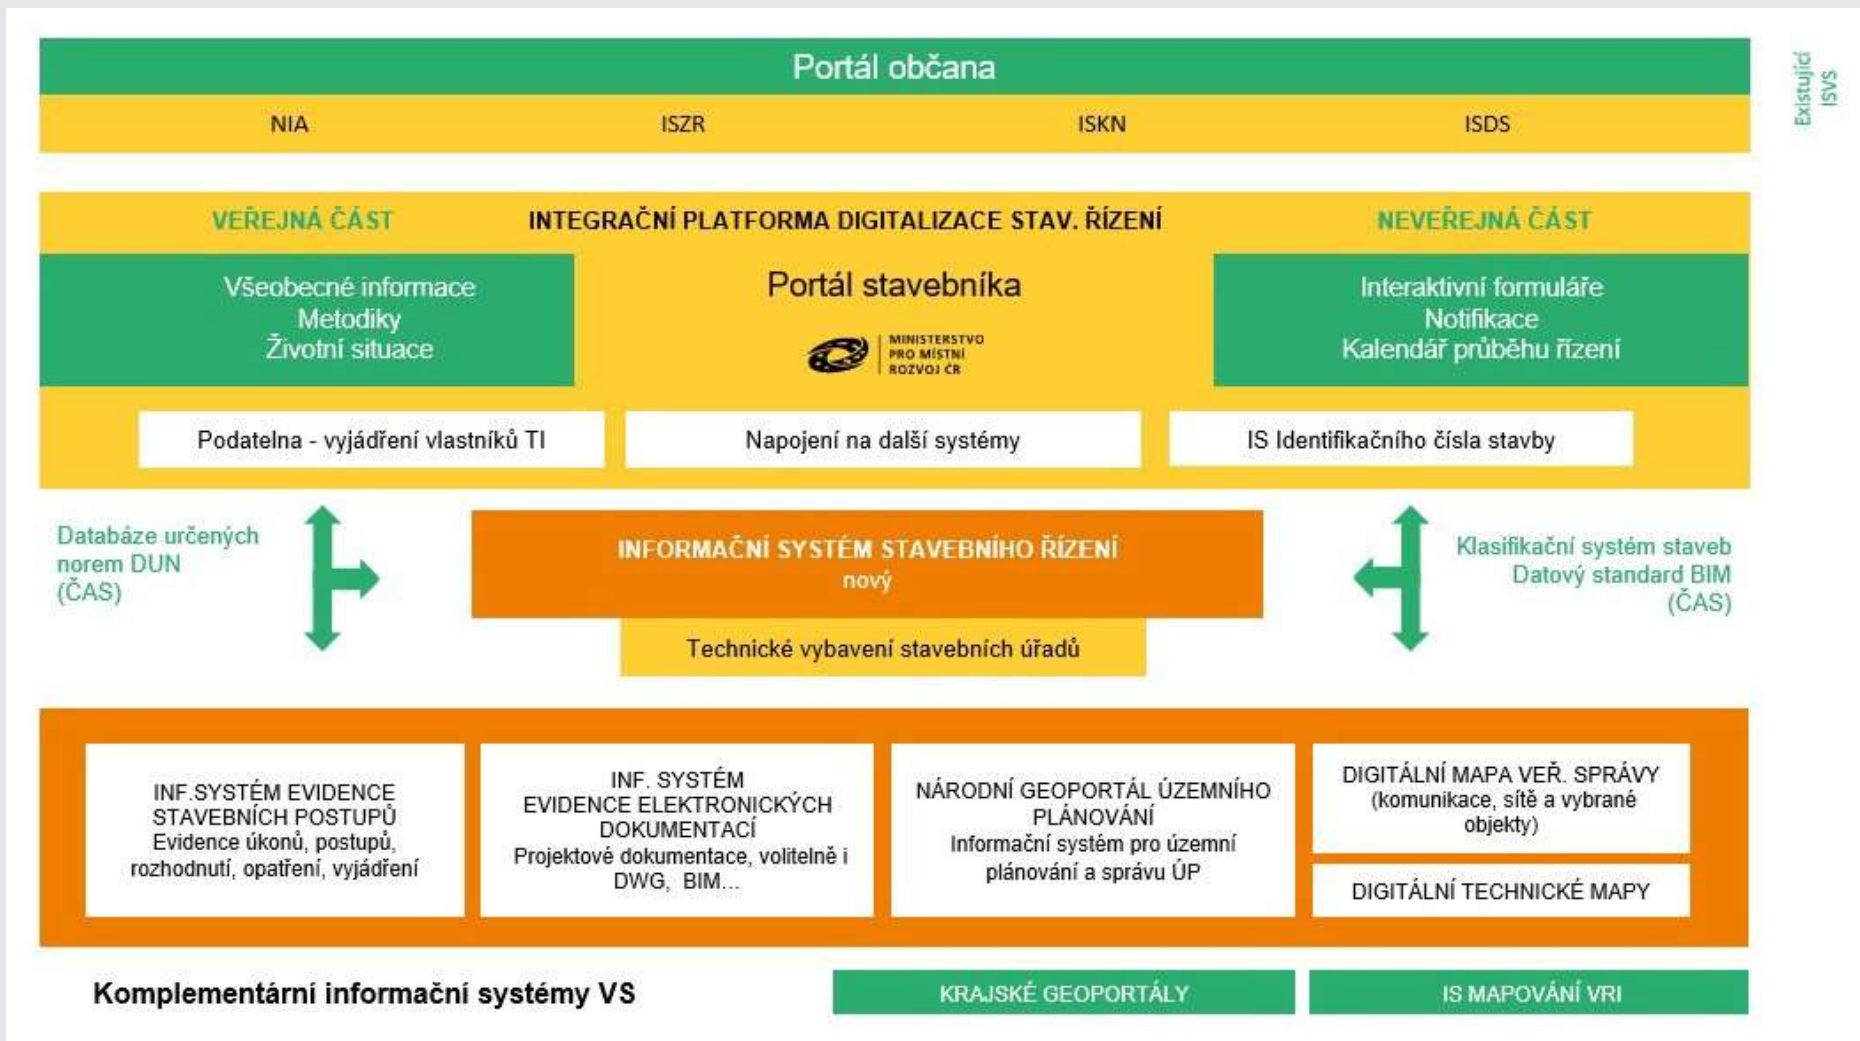 Portál občana
Existující
ISVS
NIA
ISZR
ISKN
ISDS
VEŘEJNÁ ČÁST
INTEGRAČNÍ PLATFORMA DIGITALIZACE STAV. ŘÍZENÍ
NEVEŘEJNÁ ČÁST
Všeobecné informace
Metodiky
Životní situace
Portál stavebníka
MINISTERSTVO
PRO MÍSTNÍ
ROZVOJ ČR
Interaktivní formuláře
Notifikace
Kalendář průběhu řízení
Podatelna - vyjádření vlastníků TI
Napojení na další systémy
IS Identifikačního čísla stavby
Databáze určených
norem DUN
(ČAS)
INFORMAČNÍ SYSTÉM STAVEBNÍHO ŘÍZENÍ
nový
Klasifikační systém staveb
Datový standard BIM
(ČAS)
Technické vybavení stavebních úřadů
INF.SYSTÉM EVIDENCE
STAVEBNÍCH POSTUPŮ
Evidence úkonů, postupů,
rozhodnutí, opatření, vyjádření
INF. SYSTÉM
EVIDENCE ELEKTRONICKÝCH
DOKUMENTACÍ
Projektové dokumentace, volitelně i
DWG, BIM...
NÁRODNÍ GEOPORTÁL ÚZEMNÍHO
PLÁNOVÁNÍ
Informační systém pro územní
plánování a správu ÚP
DIGITÁLNÍ MAPA VEŘ. SPRÁVY
(komunikace, sítě a vybrané
objekty)
DIGITÁLNÍ TECHNICKÉ MAPY
Komplementární informační systémy VS
KRAJSKÉ GEOPORTÁLY
IS MAPOVÁNÍ VRI